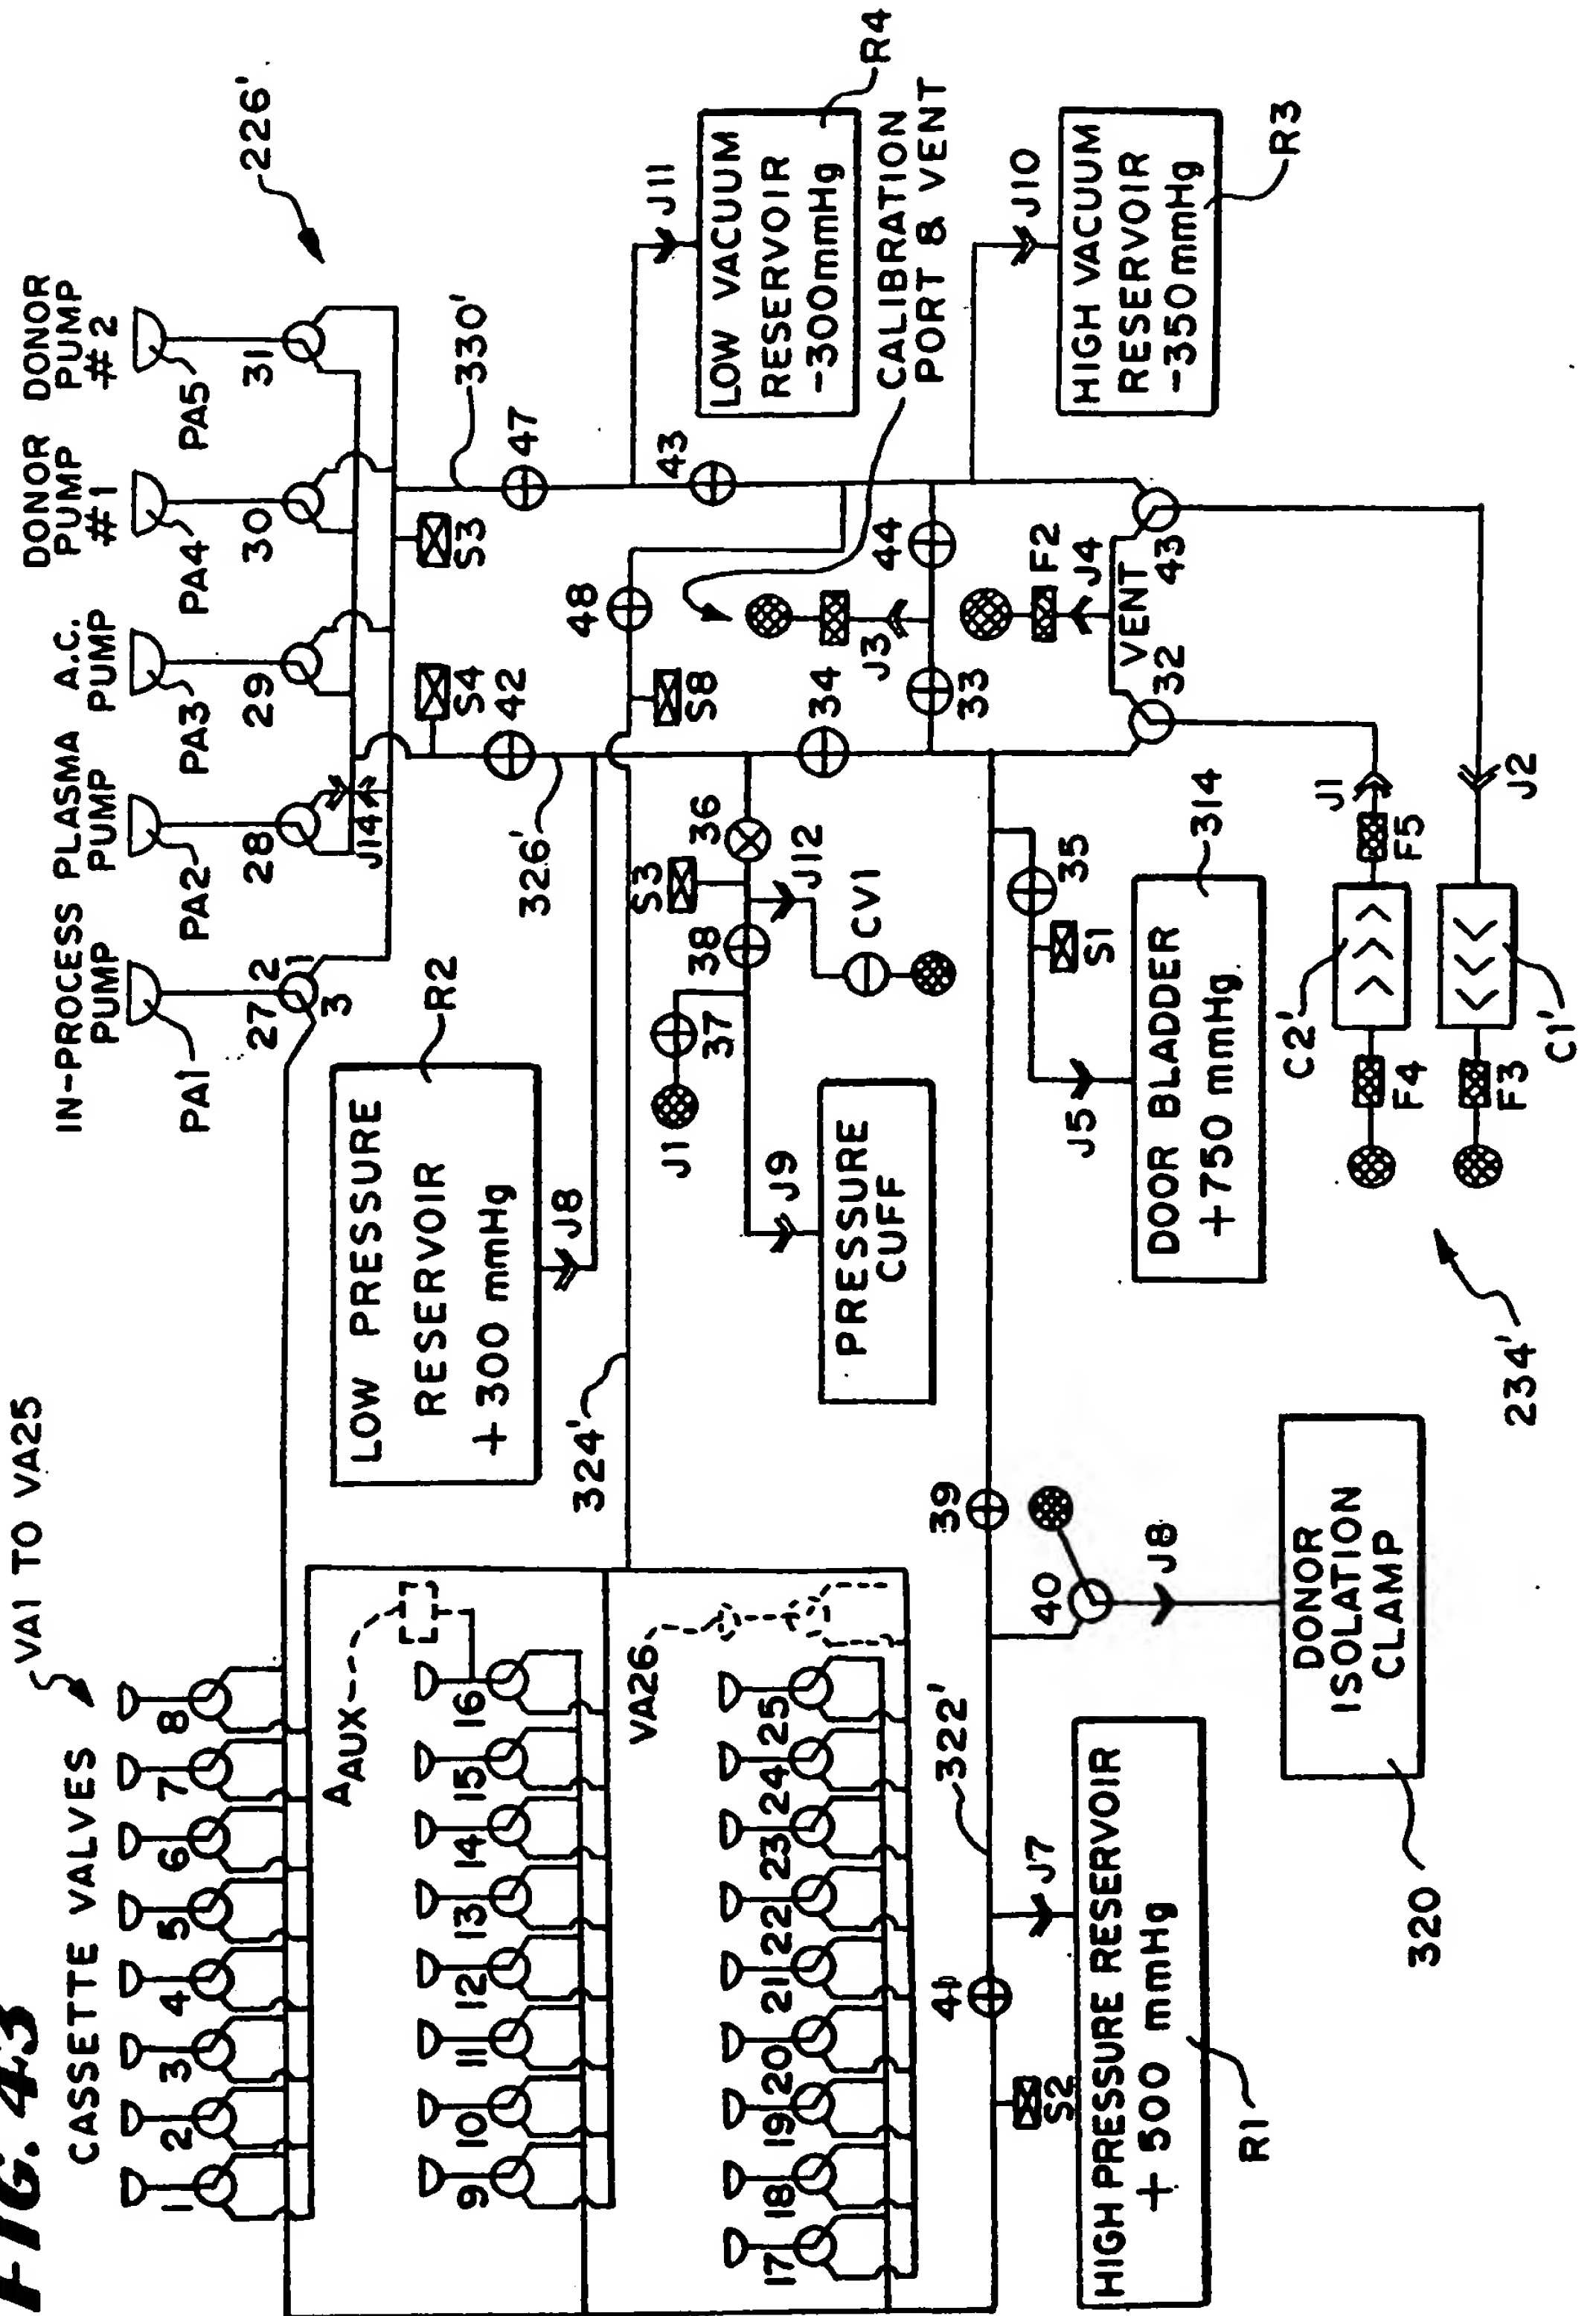 FIG. 43
CASSETTE VALVES
VA1 TO VA25
1
2
3
4
5
6
7
8
AAUX
9
10
11
12
13
14
15
16
VA26
17
18
19
20
21
22
23
24
25
IN-PROCESS
PUMP
PLASMA
PUMP
A.C.
PUMP
DONOR
PUMP
#1
DONOR
PUMP
#2
226'
PA1
PA2
PA3
PA4
PA5
27
2
1
3
28
29
30
31
J14
LOW PRESSURE
RESERVOIR
+ 300 mmHg
R2
J8
S4
42
326'
S3
330'
47
324'
S8
48
43
J11
LOW VACUUM
RESERVOIR
-300mmHg
R4
CALIBRATION
PORT & VENT
J1
37
38
S3
36
J12
CV1
J9
PRESSURE
CUFF
34
J3
33
44
F2
J4
VENT
32
43
J10
HIGH VACUUM
RESERVOIR
-350mmHg
R3
39
40
J8
DONOR
ISOLATION
CLAMP
320
322'
41
S2
J7
HIGH PRESSURE RESERVOIR
+ 500 mmHg
R1
35
S1
J5
DOOR BLADDER
+750 mmHg
314
C2'
F4
F5
J1
J2
F3
C1'
234'